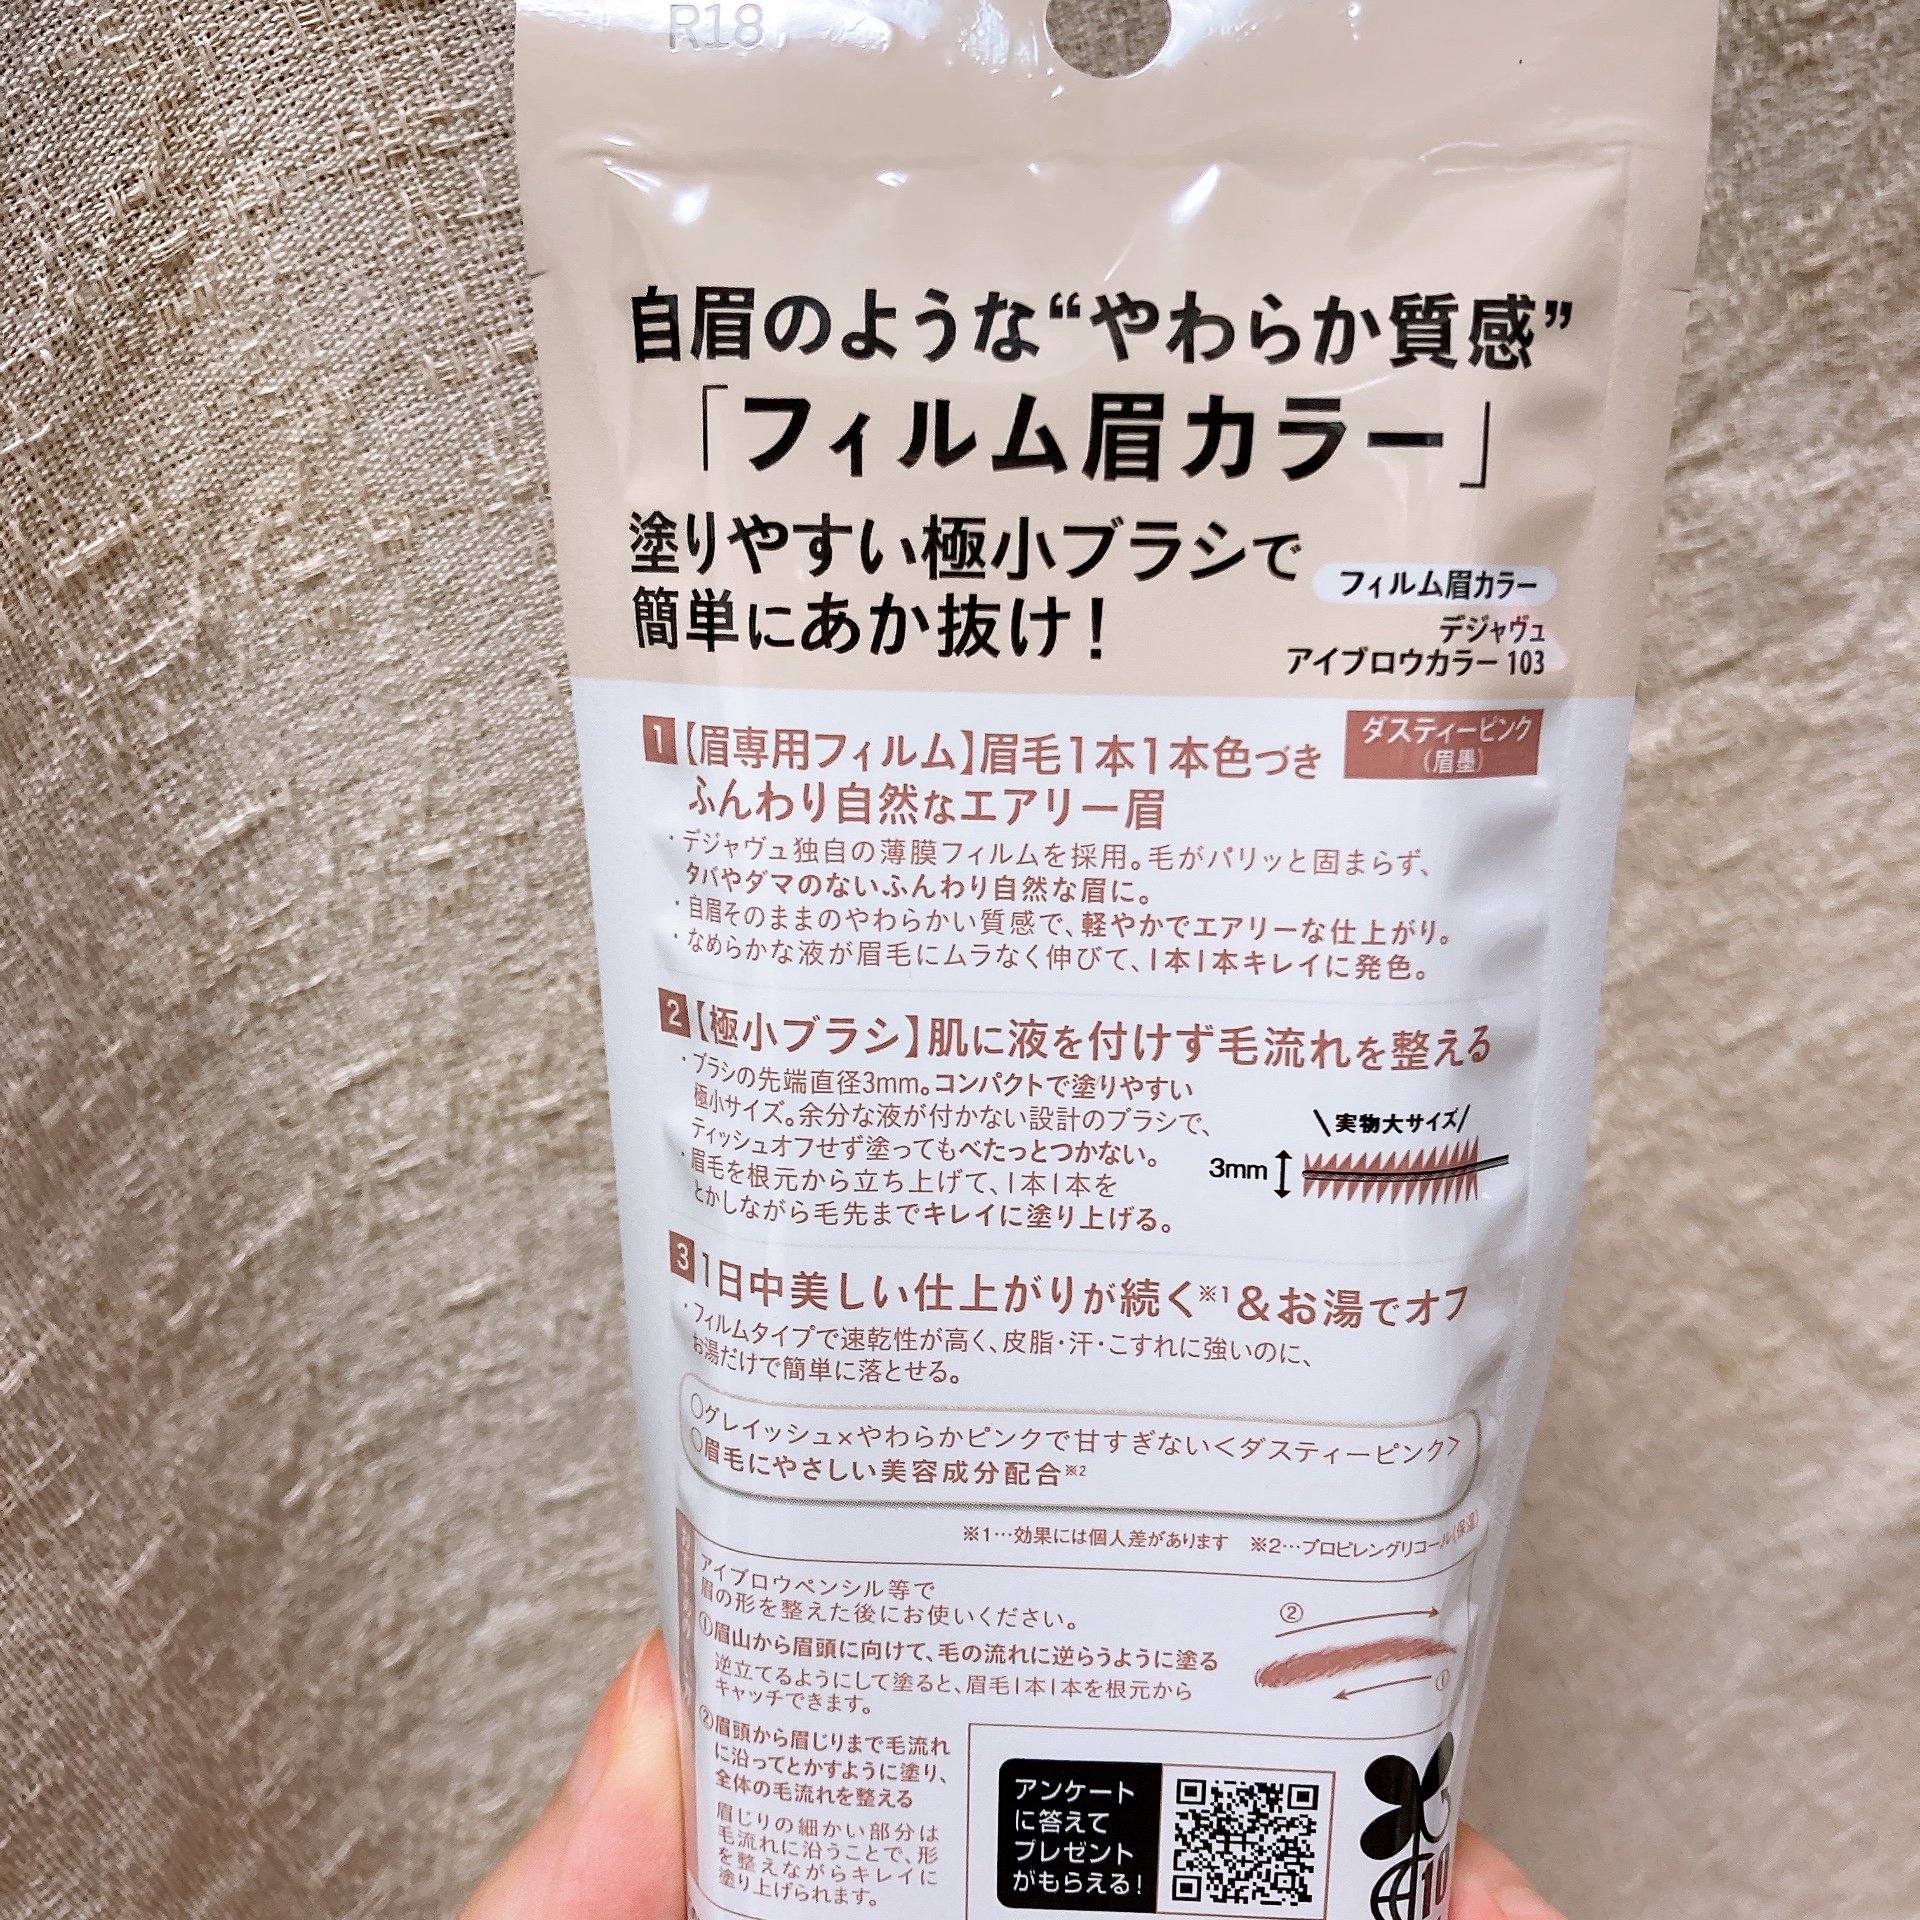 R18
自眉のような“やわらか質感”
「フィルム眉カラー」
塗りやすい極小ブラシで
簡単にあか抜け!
フィルム眉カラー
デジャヴュ
アイブロウカラー 103
ダスティーピンク
(眉墨)
1【眉専用フィルム】眉毛1本1本色づき
ふんわり自然なエアリー眉
・デジャヴュ独自の薄膜フィルムを採用。毛がパリッと固まらず、
タバやダマのないふんわり自然な眉に。
・自眉そのままのやわらかい質感で、軽やかでエアリーな仕上がり。
・なめらかな液が眉毛にムラなく伸びて、1本1本キレイに発色。
2【極小ブラシ】肌に液を付けず毛流れを整える
・ブラシの先端直径3mm。コンパクトで塗りやすい
極小サイズ。余分な液が付かない設計のブラシで、
ティッシュオフせず塗ってもべたっとつかない。
・眉毛を根元から立ち上げて、1本1本を
とかしながら毛先までキレイに塗り上げる。
\実物大サイズ/
3mm
3 1日中美しい仕上がりが続く※1&お湯でオフ
・フィルムタイプで速乾性が高く、皮脂・汗・こすれに強いのに、
お湯だけで簡単に落とせる。
○グレイッシュ×やわらかピンクで甘すぎない<ダスティーピンク>
○眉毛にやさしい美容成分配合※2
※1…効果には個人差があります ※2…プロピレングリコール(保湿)
アイブロウペンシル等で
眉の形を整えた後にお使いください。
①眉山から眉頭に向けて、毛の流れに逆らうように塗る
逆立てるようにして塗ると、眉毛1本1本を根元から
キャッチできます。
②眉頭から眉じりまで毛流れ
に沿ってとかすように塗り、
全体の毛流れを整える
眉じりの細かい部分は
毛流れに沿うことで、形
を整えながらキレイに
塗り上げられます。
②
①
アンケート
に答えて
プレゼント
がもらえる!
10